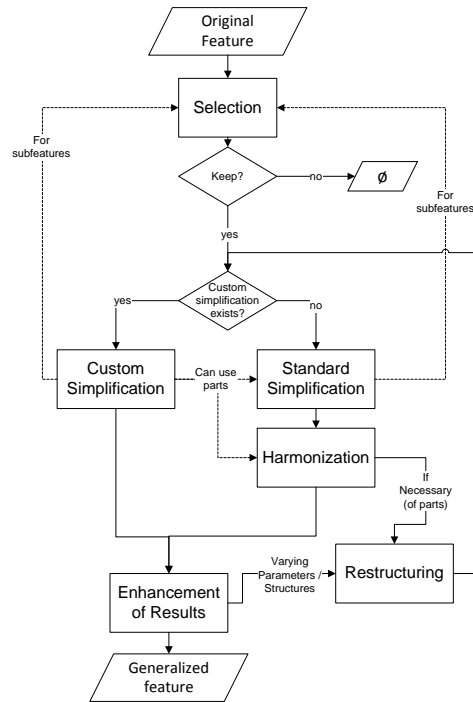 Original
Feature
Selection
For
subfeatures
Keep?
no
Ø
For
subfeatures
yes
Custom
simplification
exists?
yes
no
Custom
Simplification
Can use
parts
Standard
Simplification
Harmonization
If
Necessary
(of parts)
Enhancement
of Results
Varying
Parameters /
Structures
Restructuring
Generalized
feature